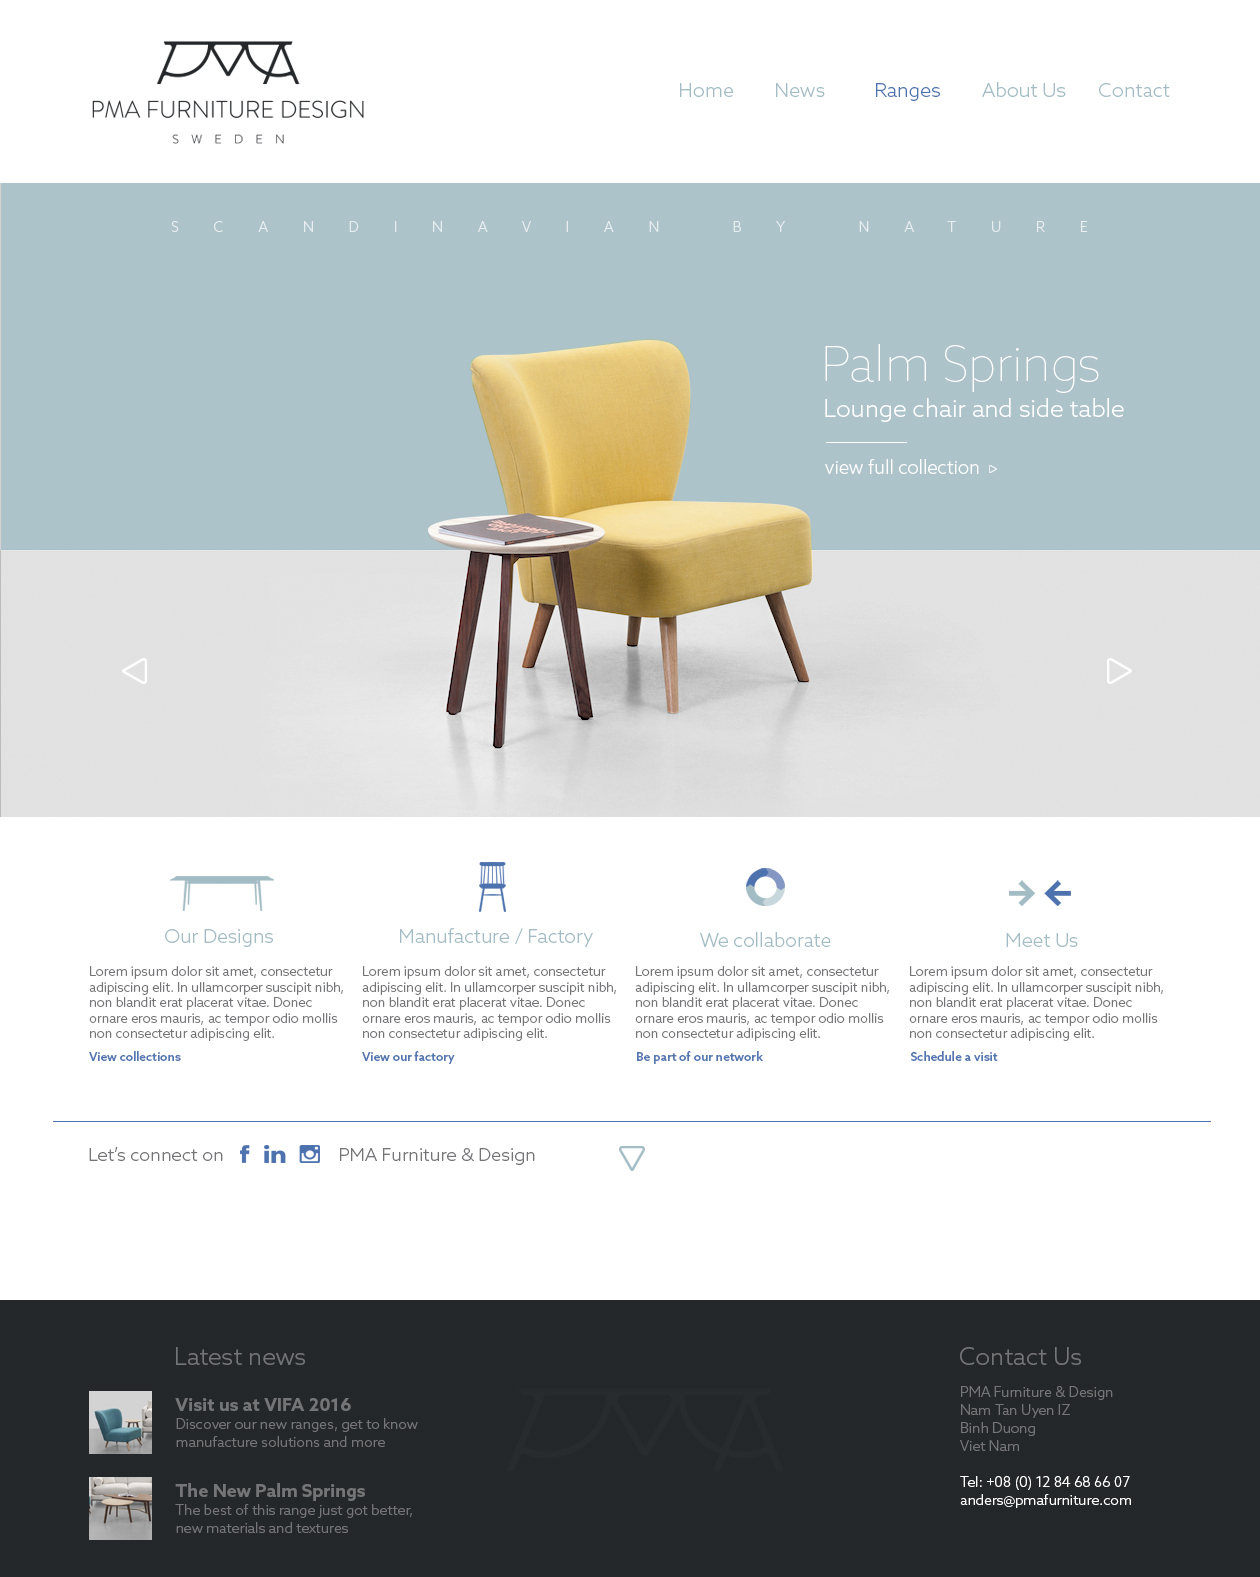 PMA
PMA FURNITURE DESIGN
SWEDEN
Home News Ranges About Us Contact
SCANDINAVIAN BY NATURE
Palm Springs
Lounge chair and side table
view full collection
Our Designs
Lorem ipsum dolor sit amet, consectetur
adipiscing elit. In ullamcorper suscipit nibh,
non blandit erat placerat vitae. Donec
ornare eros mauris, ac tempor odio mollis
non consectetur adipiscing elit.
View collections
Manufacture / Factory
Lorem ipsum dolor sit amet, consectetur
adipiscing elit. In ullamcorper suscipit nibh,
non blandit erat placerat vitae. Donec
ornare eros mauris, ac tempor odio mollis
non consectetur adipiscing elit.
View our factory
We collaborate
Lorem ipsum dolor sit amet, consectetur
adipiscing elit. In ullamcorper suscipit nibh,
non blandit erat placerat vitae. Donec
ornare eros mauris, ac tempor odio mollis
non consectetur adipiscing elit.
Be part of our network
Meet Us
Lorem ipsum dolor sit amet, consectetur
adipiscing elit. In ullamcorper suscipit nibh,
non blandit erat placerat vitae. Donec
ornare eros mauris, ac tempor odio mollis
non consectetur adipiscing elit.
Schedule a visit
Let's connect on f in PMA Furniture & Design
Latest news
Visit us at VIFA 2016
Discover our new ranges, get to know
manufacture solutions and more
The New Palm Springs
The best of this range just got better,
new materials and textures
PMA
Contact Us
PMA Furniture & Design
Nam Tan Uyen IZ
Binh Duong
Viet Nam
Tel: +08 (0) 12 84 68 66 07
anders@pmafurniture.com